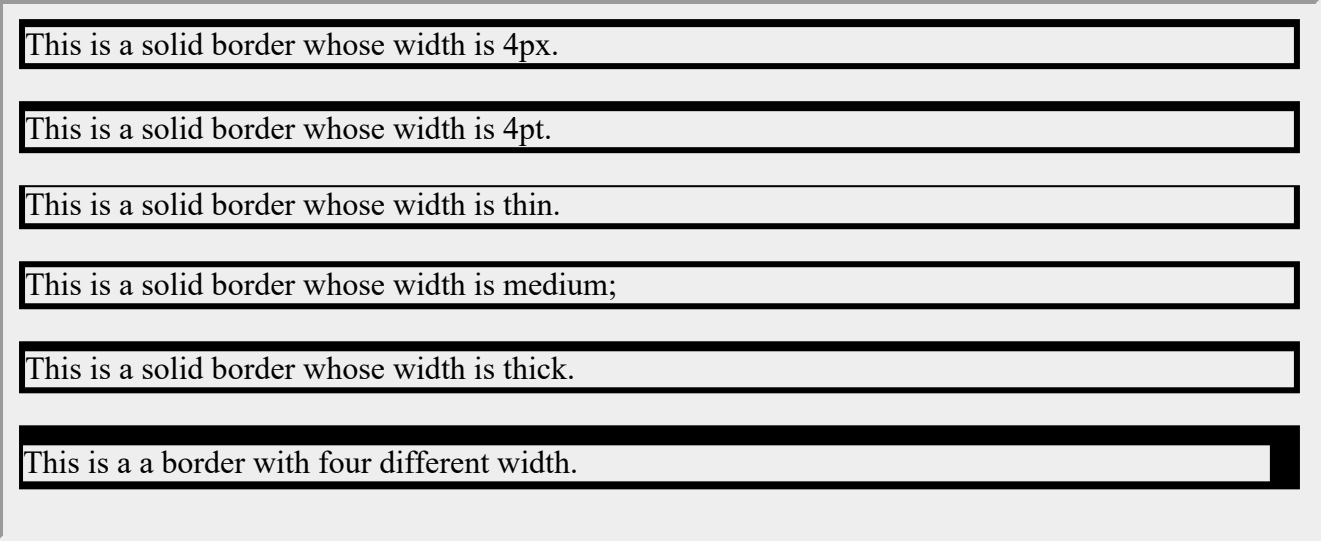 This is a solid border whose width is 4px.
This is a solid border whose width is 4pt.
This is a solid border whose width is thin.
This is a solid border whose width is medium;
This is a solid border whose width is thick.
This is a a border with four different width.